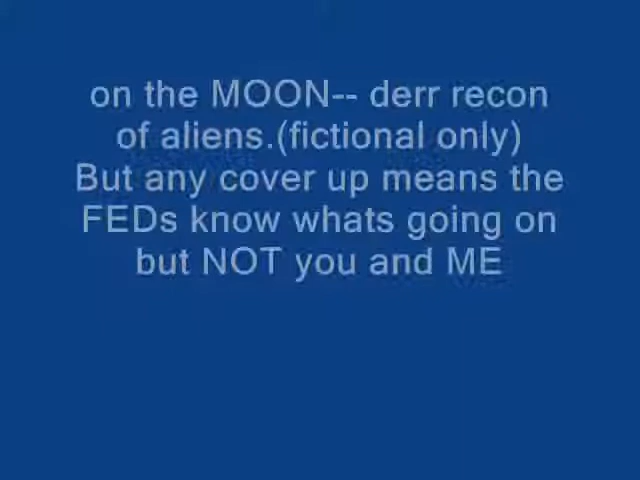 on the MOON-- derr recon
of aliens.(fictional only)
But any cover up means the
FEDs know whats going on
but NOT you and ME